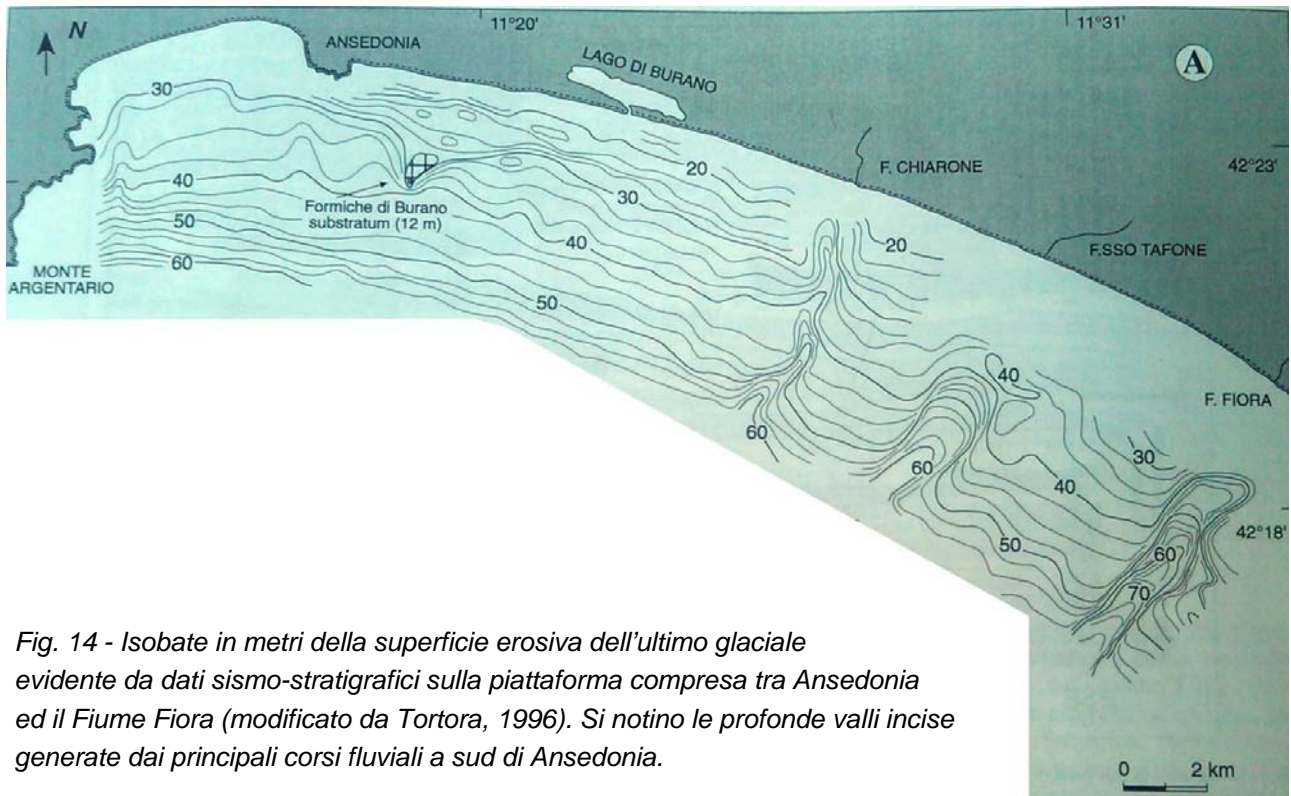 N
11°20'
11°31'
ANSEDONIA
LAGO DI BURANO
A
30
20
F. CHIARONE
42°23'
40
30
Formiche di Burano
substratum (12 m)
50
40
20
F.SSO TAFONE
60
MONTE
ARGENTARIO
50
40
F. FIORA
60
60
30
40
42°18'
50
60
70
Fig. 14 - Isobate in metri della superficie erosiva dell'ultimo glaciale
evidente da dati sismo-stratigrafici sulla piattaforma compresa tra Ansedonia
ed il Fiume Fiora (modificato da Tortora, 1996). Si notino le profonde valli incise
generate dai principali corsi fluviali a sud di Ansedonia.
0 2 km